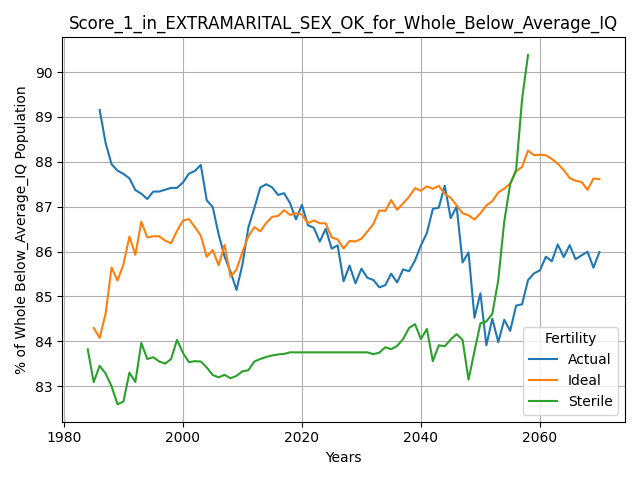 Score_1_in_EXTRAMARITAL_SEX_OK_for_Whole_Below_Average_IQ
% of Whole Below_Average_IQ Population
90
89
88
87
86
85
84
83
1980
2000
2020
2040
2060
Years
Fertility
Actual
Ideal
Sterile